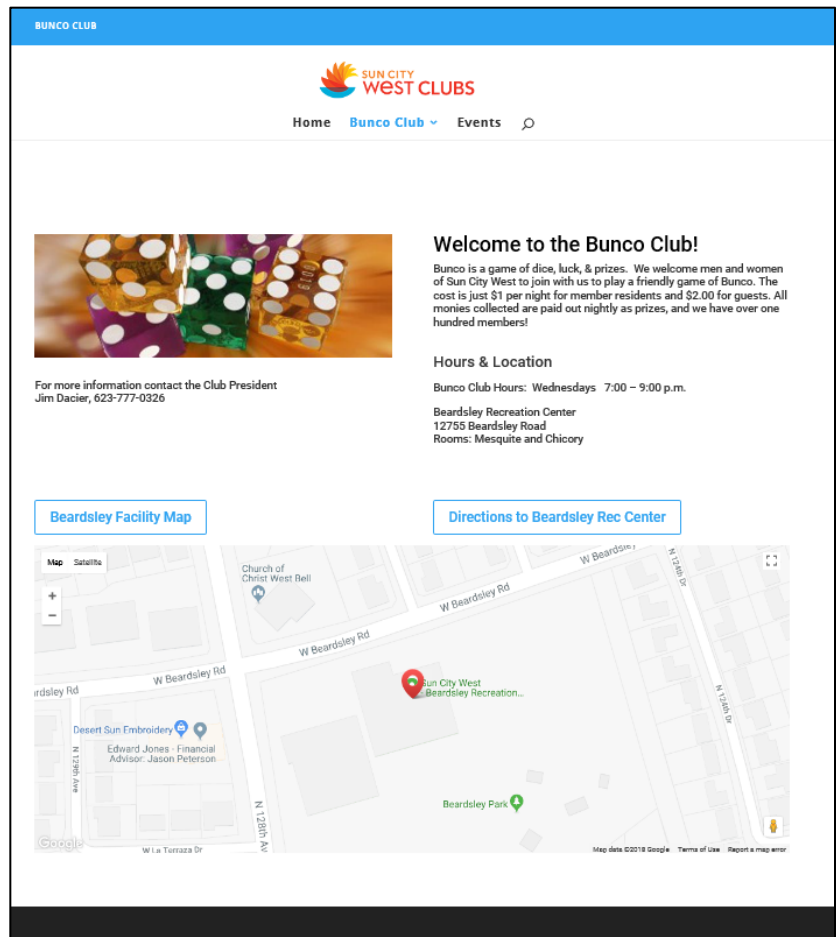 BUNCO CLUB
SUN CITY
WEST CLUBS
Home Bunco Club Events
Welcome to the Bunco Club!
Bunco is a game of dice, luck, & prizes. We welcome men and women
of Sun City West to join with us to play a friendly game of Bunco. The
cost is just $1 per night for member residents and $2.00 for guests. All
monies collected are paid out nightly as prizes, and we have over one
hundred members!
For more information contact the Club President
Jim Dacier, 623-777-0326
Hours & Location
Bunco Club Hours: Wednesdays 7:00 – 9:00 p.m.
Beardsley Recreation Center
12755 Beardsley Road
Rooms: Mesquite and Chicory
Beardsley Facility Map
Directions to Beardsley Rec Center
Map Satellite
+
−
Church of
Christ West Bell
W Beardsley
N 124th Dr
W Beardsley Rd
W Beardsley Rd
W Beardsley Rd
ardsley Rd
Sun City West
Beardsley Recreation...
N 124th Dr
Desert Sun Embroidery
Edward Jones - Financial
Advisor: Jason Peterson
N 129th Ave
N 128th Av
Beardsley Park
Google
W La Terraza Dr
Map data ©2018 Google Terms of Use Report a map error